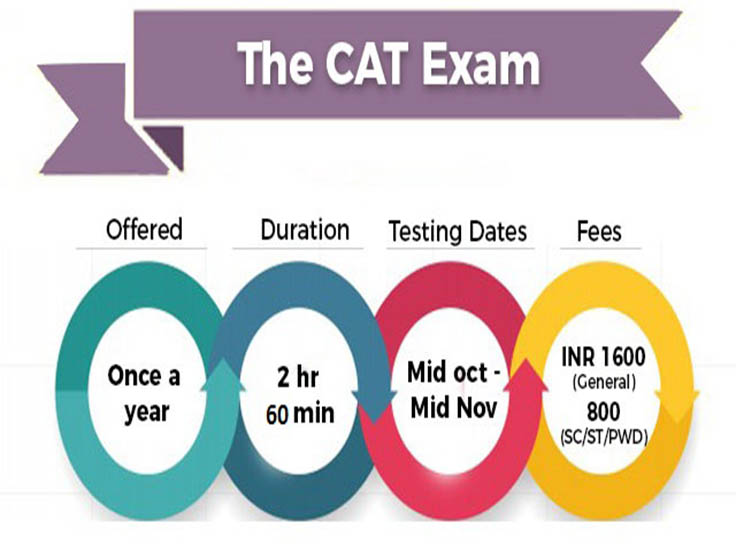 The CAT Exam
Offered
Duration
Testing Dates
Fees
Once a
year
2 hr
60 min
Mid oct -
Mid Nov
INR 1600
(General)
800
(SC/ST/PWD)